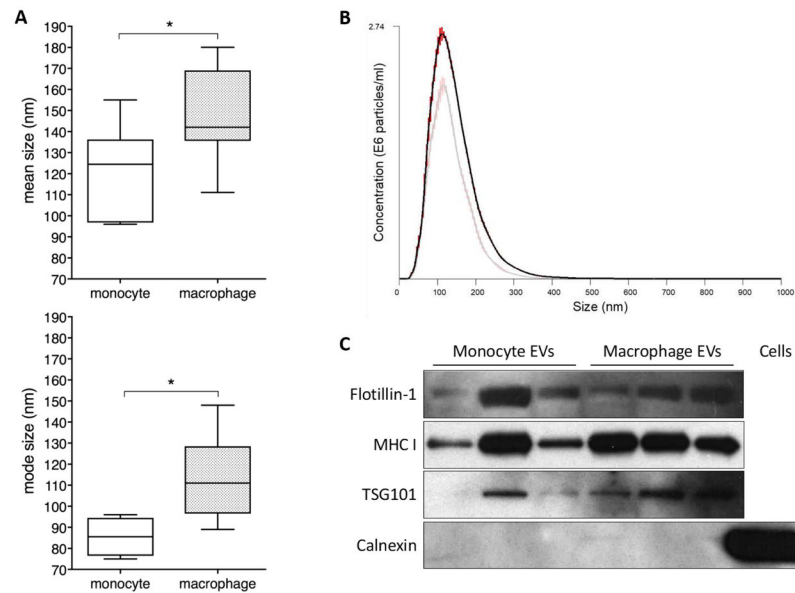 A
*
mean size (nm)
190
180
170
160
150
140
130
120
110
100
90
80
70
monocyte macrophage
*
mode size (nm)
190
180
170
160
150
140
130
120
110
100
90
80
70
monocyte macrophage
B
2.74
Concentration (E6 particles/ml)
0 100 200 300 400 500 600 700 800 900 1000
Size (nm)
C
Monocyte EVs Macrophage EVs Cells
Flotillin-1
MHC I
TSG101
Calnexin